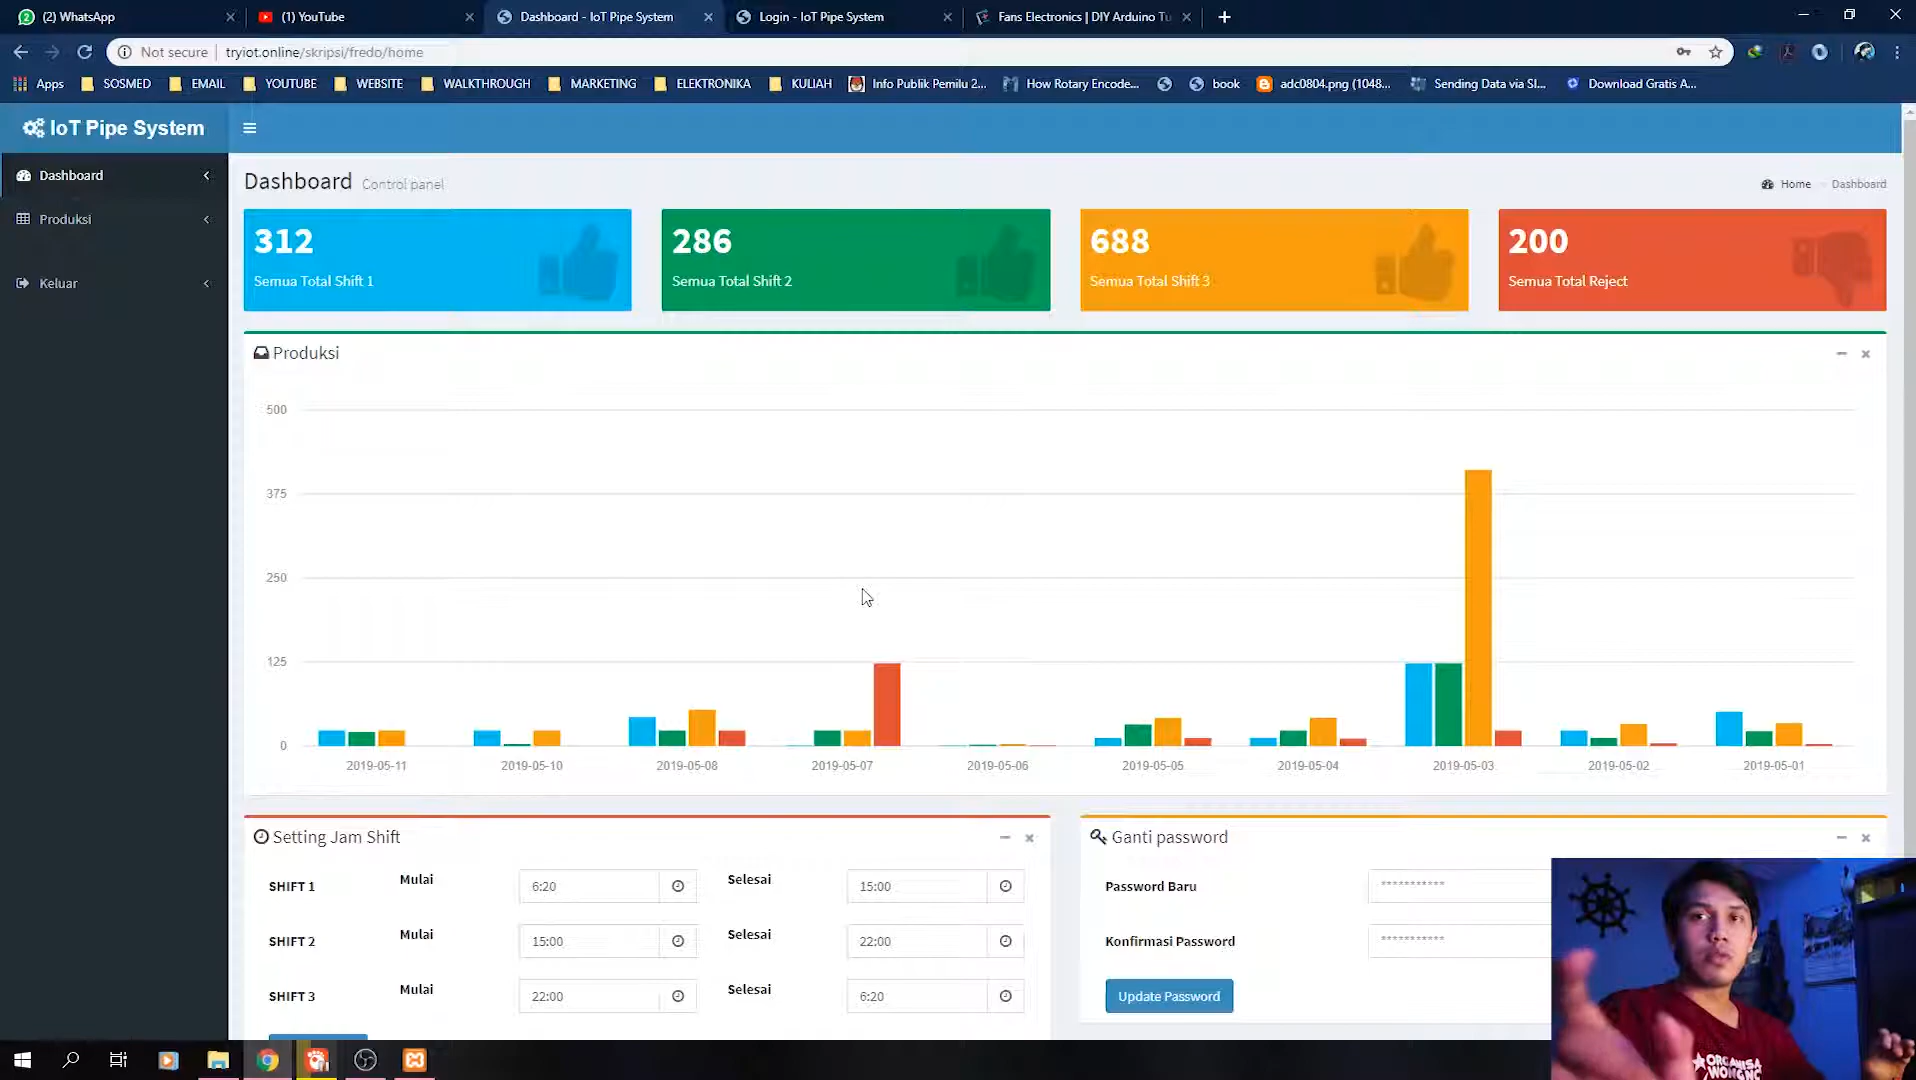 (2) WhatsApp
(1) YouTube
Dashboard - IoT Pipe System
Login - IoT Pipe System
Fans Electronics | DIY Arduino Tu
Not secure | tryiot.online/skripsi/fredo/home
Apps
SOSMED
EMAIL
YOUTUBE
WEBSITE
WALKTHROUGH
MARKETING
ELEKTRONIKA
KULIAH
Info Publik Pemilu 2...
How Rotary Encode...
book
adc0804.png (1048...
Sending Data via SI...
Download Gratis A...
IoT Pipe System
Dashboard
Produksi
Keluar
Dashboard Control panel
Home
Dashboard
312
Semua Total Shift 1
286
Semua Total Shift 2
688
Semua Total Shift 3
200
Semua Total Reject
Produksi
500
375
250
125
0
2019-05-11
2019-05-10
2019-05-08
2019-05-07
2019-05-06
2019-05-05
2019-05-04
2019-05-03
2019-05-02
2019-05-01
Setting Jam Shift
SHIFT 1 Mulai 6:20 Selesai 15:00
SHIFT 2 Mulai 15:00 Selesai 22:00
SHIFT 3 Mulai 22:00 Selesai 6:20
Ganti password
Password Baru ***********
Konfirmasi Password ***********
Update Password
ORGANISA
WONGNG